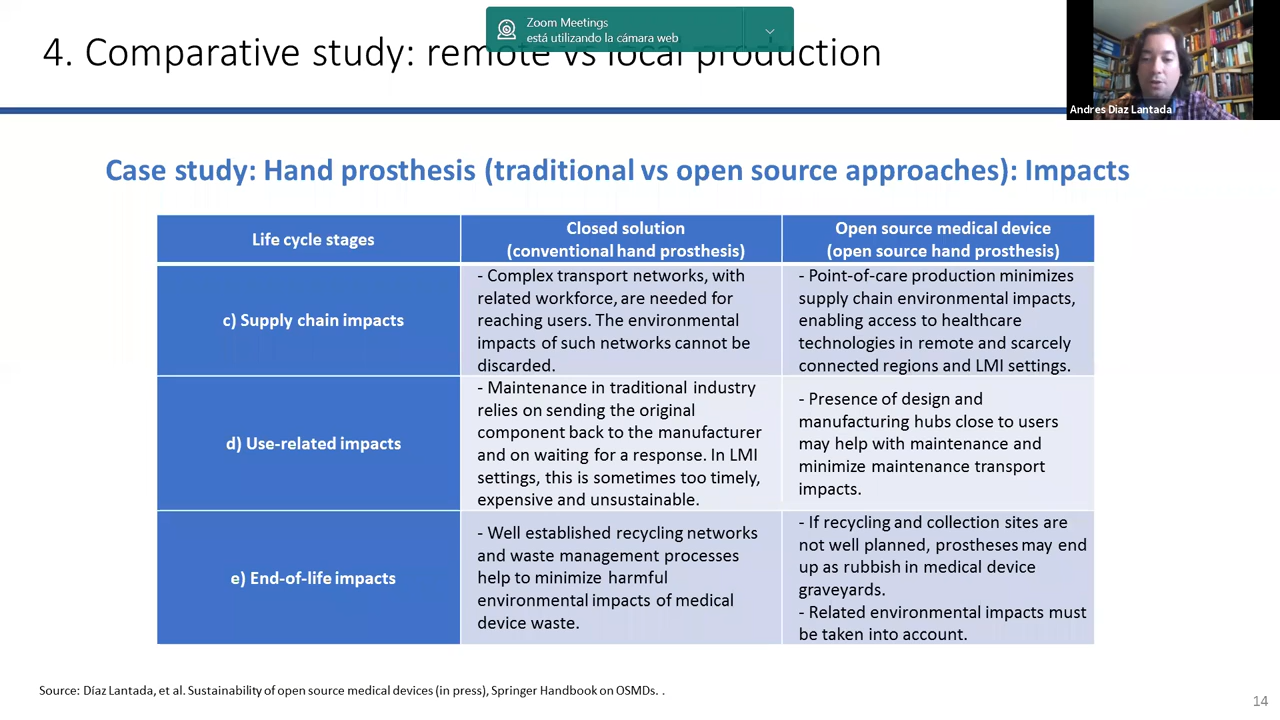 Zoom Meetings
está utilizando la cámara web
4. Comparative study: remote vs local production
Andres Diaz Lantada
Case study: Hand prosthesis (traditional vs open source approaches): Impacts
Life cycle stages
Closed solution
(conventional hand prosthesis)
Open source medical device
(open source hand prosthesis)
c) Supply chain impacts
- Complex transport networks, with
related workforce, are needed for
reaching users. The environmental
impacts of such networks cannot be
discarded.
- Point-of-care production minimizes
supply chain environmental impacts,
enabling access to healthcare
technologies in remote and scarcely
connected regions and LMI settings.
d) Use-related impacts
- Maintenance in traditional industry
relies on sending the original
component back to the manufacturer
and on waiting for a response. In LMI
settings, this is sometimes too timely,
expensive and unsustainable.
- Presence of design and
manufacturing hubs close to users
may help with maintenance and
minimize maintenance transport
impacts.
e) End-of-life impacts
- Well established recycling networks
and waste management processes
help to minimize harmful
environmental impacts of medical
device waste.
- If recycling and collection sites are
not well planned, prostheses may end
up as rubbish in medical device
graveyards.
- Related environmental impacts must
be taken into account.
Source: Díaz Lantada, et al. Sustainability of open source medical devices (in press), Springer Handbook on OSMDs. .
14